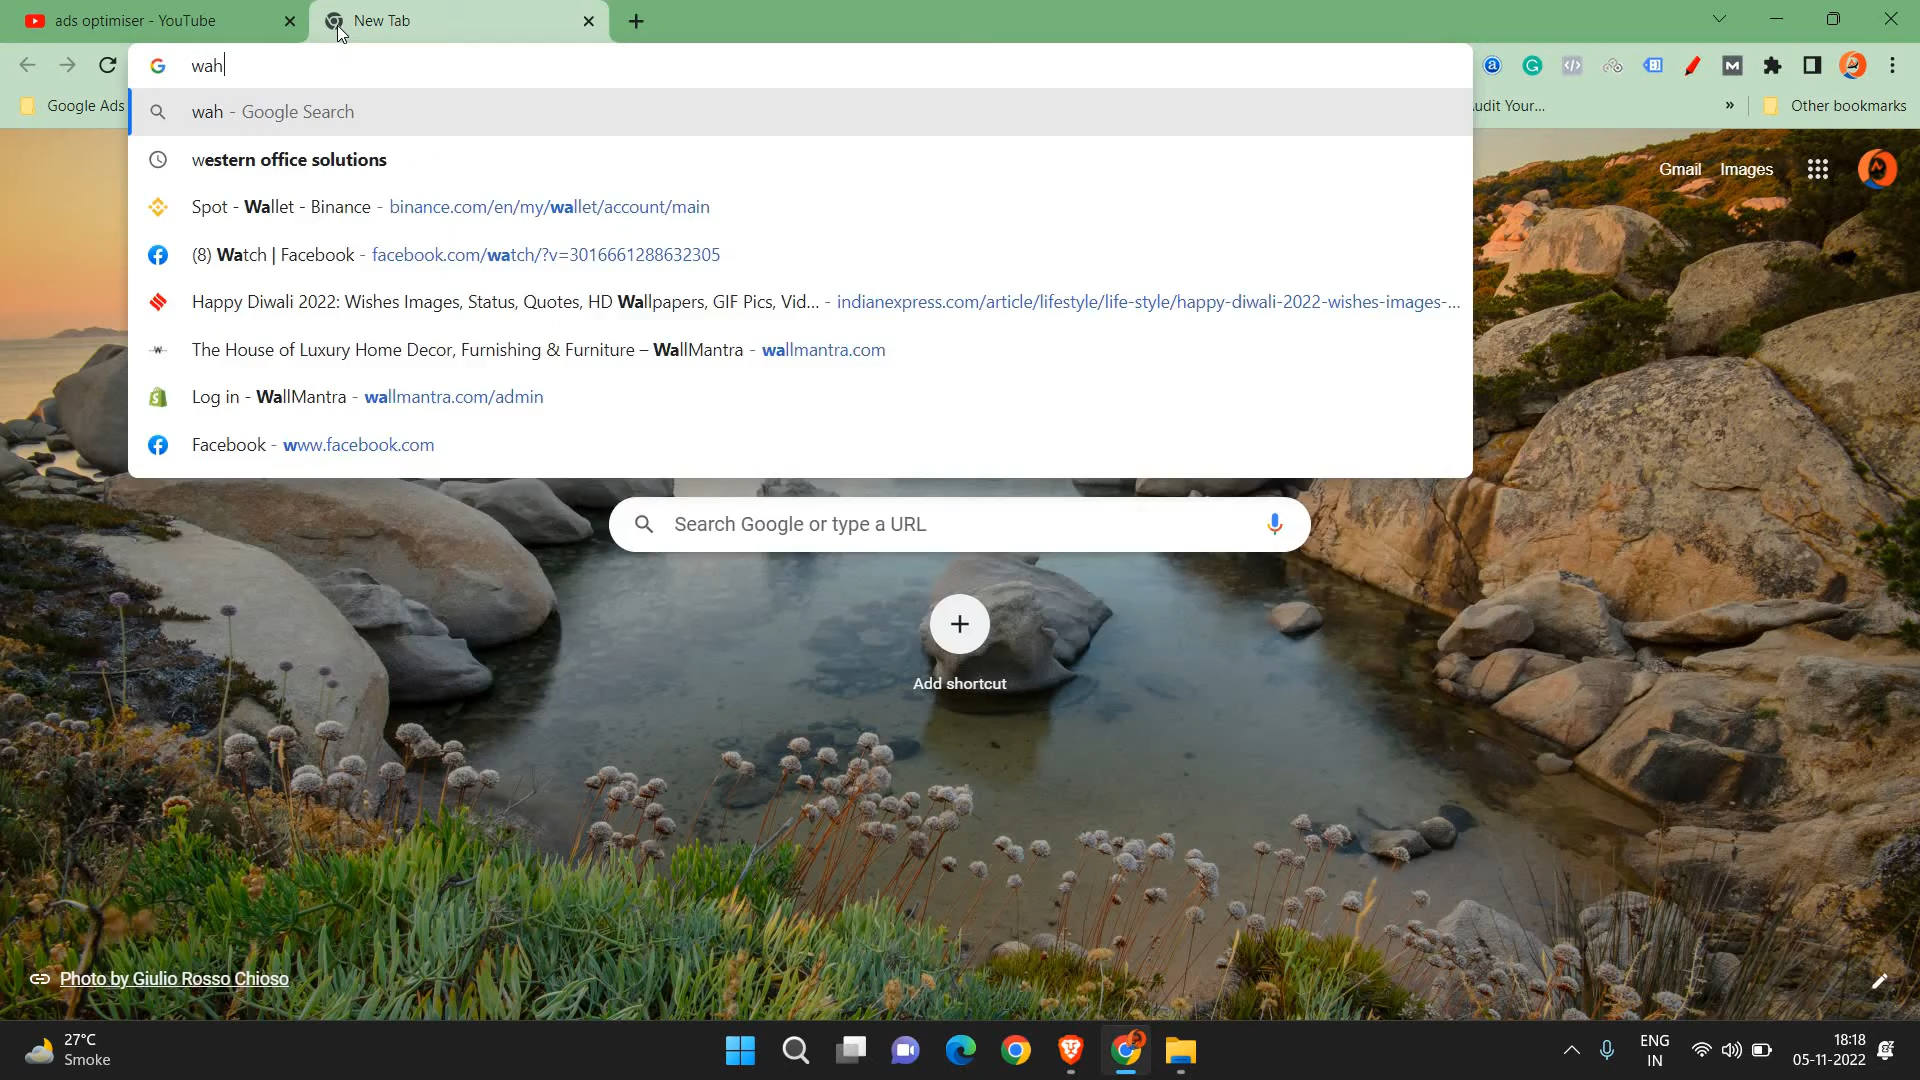 ads optimiser - YouTube
New Tab
wah
Google Ads
udit Your...
»
Other bookmarks
wah - Google Search
western office solutions
Spot - Wallet - Binance - binance.com/en/my/wallet/account/main
(8) Watch | Facebook - facebook.com/watch/?v=3016661288632305
Happy Diwali 2022: Wishes Images, Status, Quotes, HD Wallpapers, GIF Pics, Vid... - indianexpress.com/article/lifestyle/life-style/happy-diwali-2022-wishes-images-...
The House of Luxury Home Decor, Furnishing & Furniture – WallMantra - wallmantra.com
Log in - WallMantra - wallmantra.com/admin
Facebook - www.facebook.com
Gmail Images
Search Google or type a URL
Add shortcut
Photo by Giulio Rosso Chioso
27°C
Smoke
ENG
IN
18:18
05-11-2022